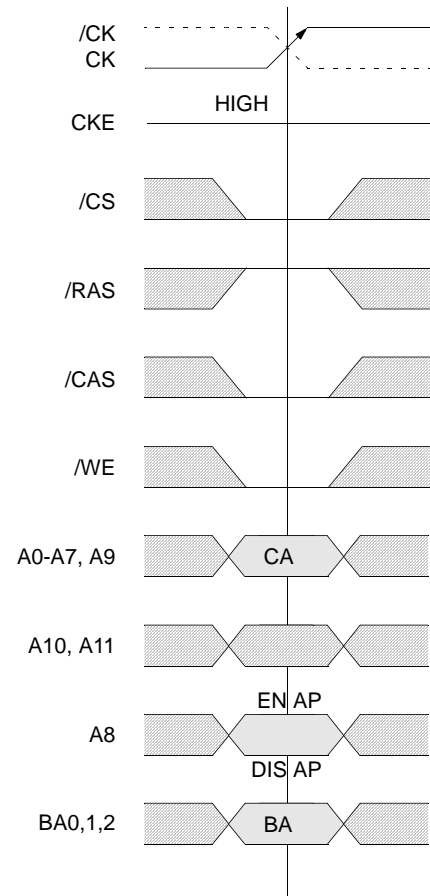 /CK
CK
HIGH
CKE
/CS
/RAS
/CAS
/WE
A0-A7, A9
CA
A10, A11
EN AP
A8
DIS AP
BA0,1,2
BA